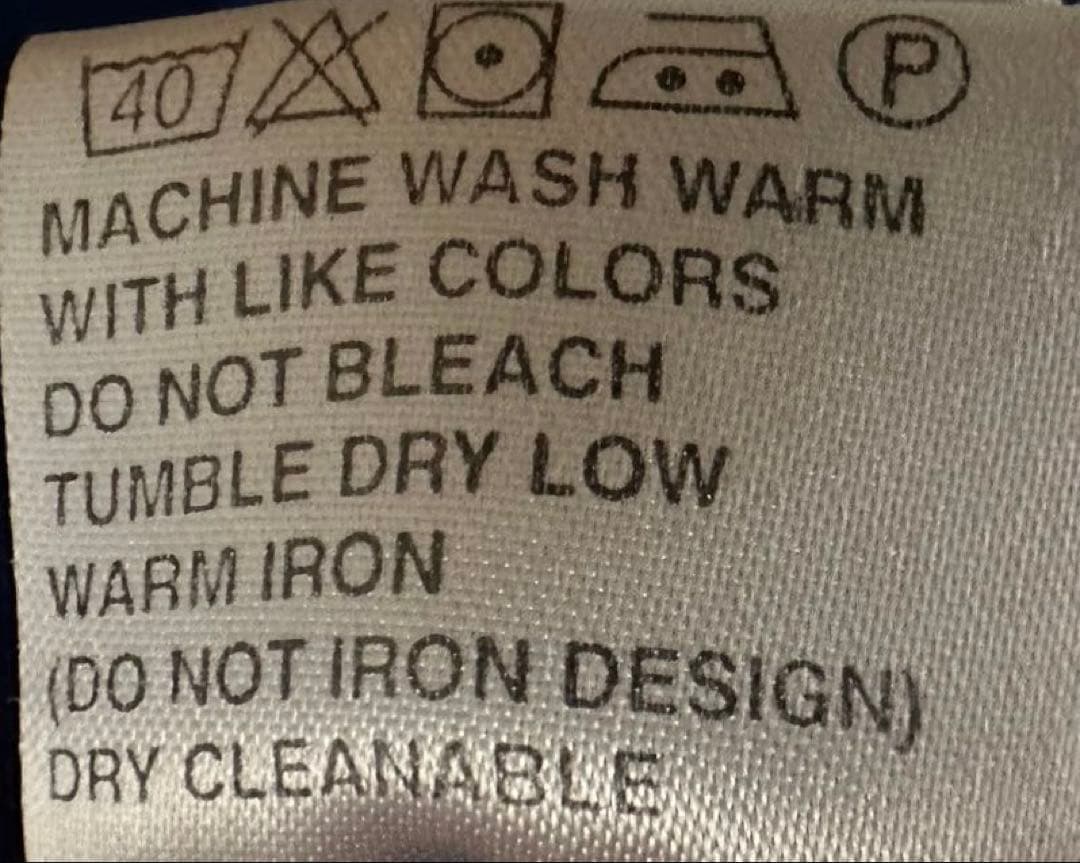 40 P
MACHINE WASH WARM
WITH LIKE COLORS
DO NOT BLEACH
TUMBLE DRY LOW
WARM IRON
(DO NOT IRON DESIGN)
DRY CLEANABLE